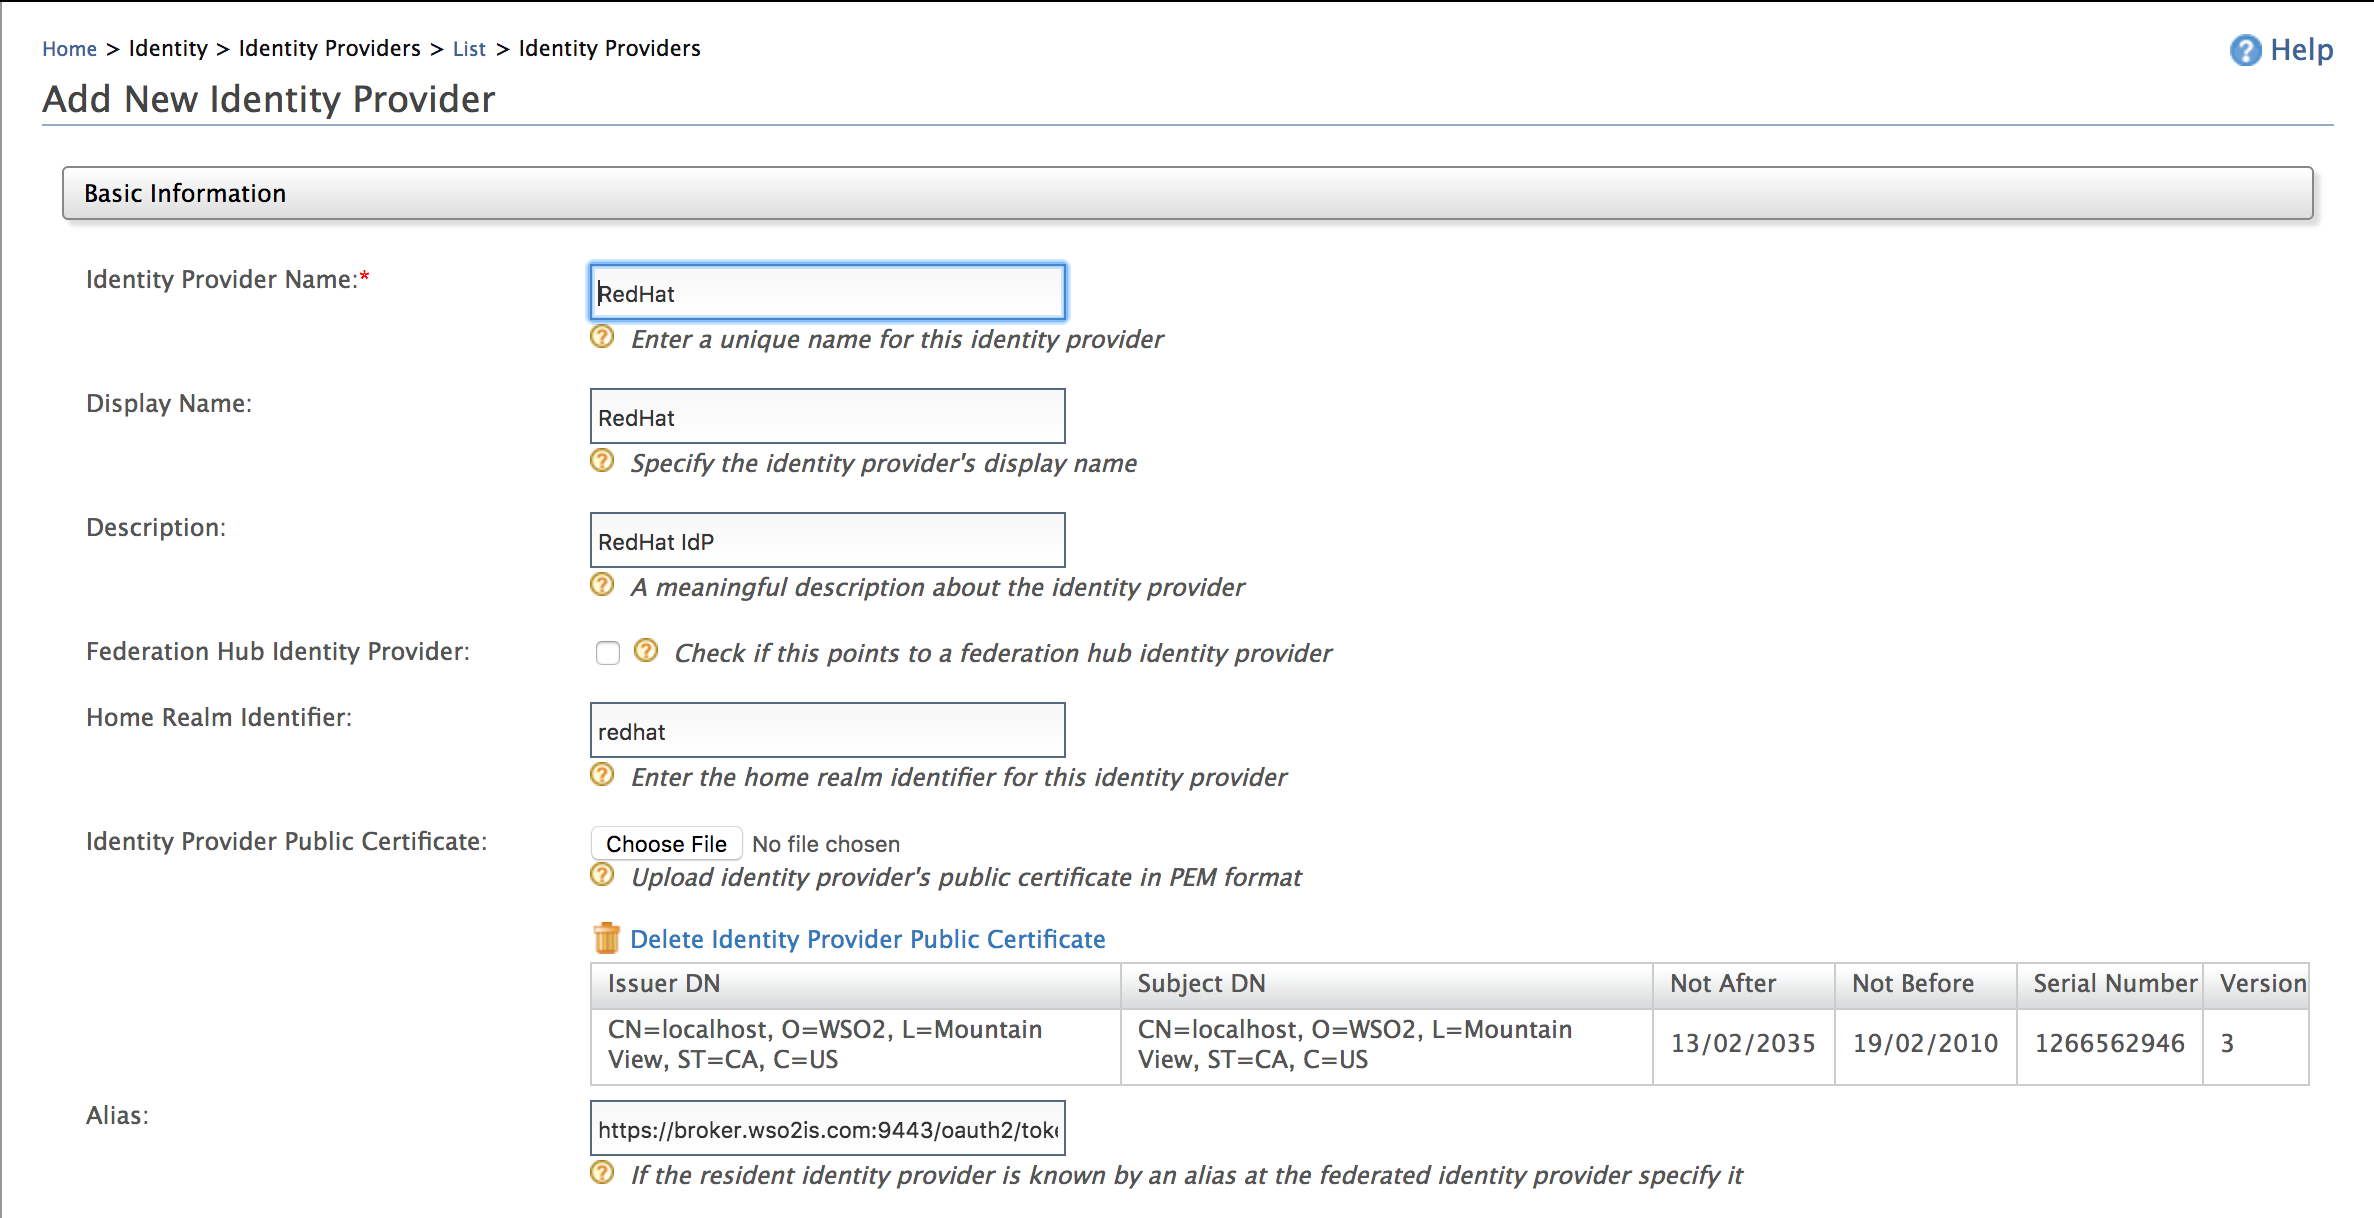 Home > Identity > Identity Providers > List > Identity Providers
Help
Add New Identity Provider
Basic Information
Identity Provider Name:*
RedHat
Enter a unique name for this identity provider
Display Name:
RedHat
Specify the identity provider's display name
Description:
RedHat IdP
A meaningful description about the identity provider
Federation Hub Identity Provider:
Check if this points to a federation hub identity provider
Home Realm Identifier:
redhat
Enter the home realm identifier for this identity provider
Identity Provider Public Certificate:
Choose File No file chosen
Upload identity provider's public certificate in PEM format
Delete Identity Provider Public Certificate
Issuer DN Subject DN Not After Not Before Serial Number Version
CN=localhost, O=WSO2, L=Mountain CN=localhost, O=WSO2, L=Mountain
View, ST=CA, C=US View, ST=CA, C=US
13/02/2035 19/02/2010 1266562946 3
Alias:
https://broker.wso2is.com:9443/oauth2/toke
If the resident identity provider is known by an alias at the federated identity provider specify it